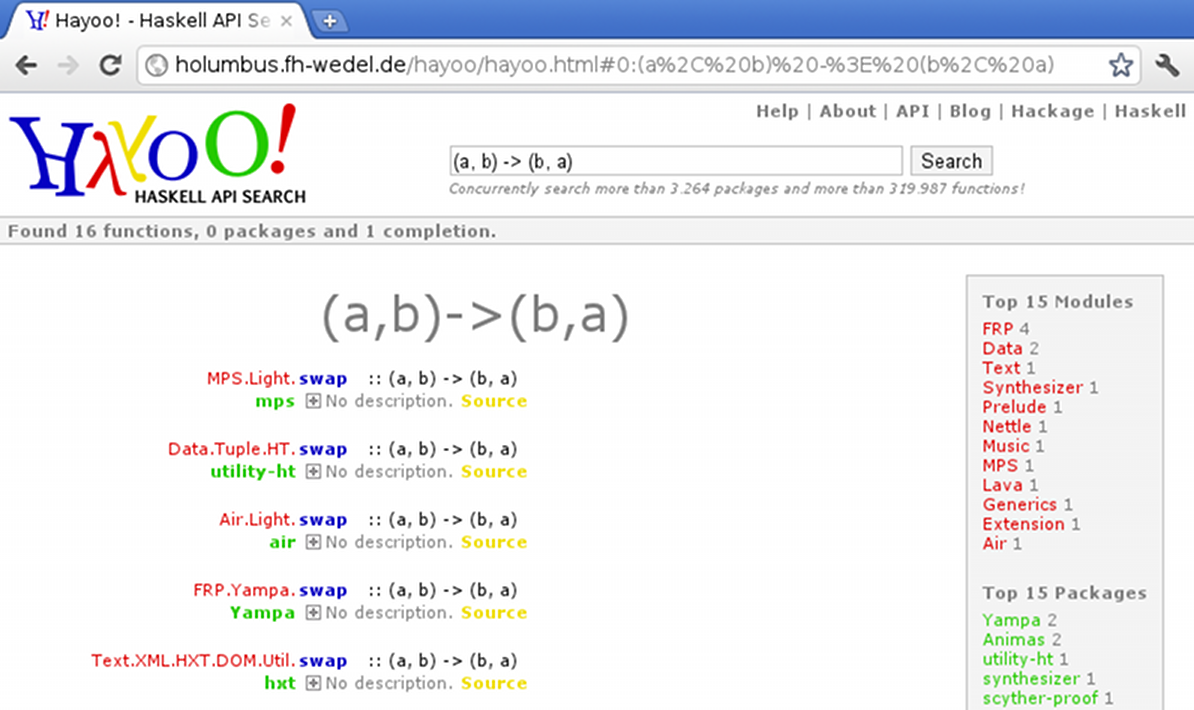 Hayoo! - Haskell API Se
holumbus.fh-wedel.de/hayoo/hayoo.html#0:(a%2C%20b)%20-%3E%20(b%2C%20a)
Help | About | API | Blog | Hackage | Haskell
HAYOO!
HASKELL API SEARCH
(a, b) -> (b, a)
Search
Concurrently search more than 3.264 packages and more than 319.987 functions!
Found 16 functions, 0 packages and 1 completion.
(a,b)->(b,a)
MPS.Light.swap :: (a, b) -> (b, a)
mps No description. Source
Data.Tuple.HT.swap :: (a, b) -> (b, a)
utility-ht No description. Source
Air.Light.swap :: (a, b) -> (b, a)
air No description. Source
FRP.Yampa.swap :: (a, b) -> (b, a)
Yampa No description. Source
Text.XML.HXT.DOM.Util.swap :: (a, b) -> (b, a)
hxt No description. Source
Top 15 Modules
FRP 4
Data 2
Text 1
Synthesizer 1
Prelude 1
Nettle 1
Music 1
MPS 1
Lava 1
Generics 1
Extension 1
Air 1
Top 15 Packages
Yampa 2
Animas 2
utility-ht 1
synthesizer 1
scyther-proof 1